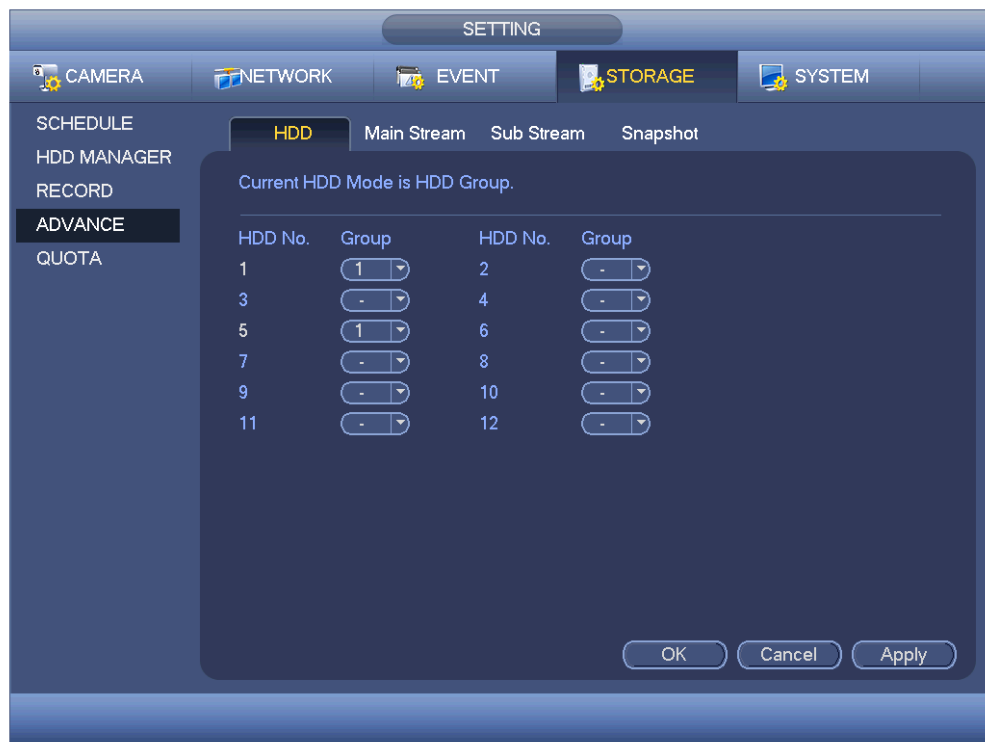 SETTING
CAMERA NETWORK EVENT STORAGE SYSTEM
SCHEDULE
HDD MANAGER
RECORD
ADVANCE
QUOTA
HDD Main Stream Sub Stream Snapshot
Current HDD Mode is HDD Group.
HDD No. Group HDD No. Group
1 1 2 -
3 - 4 -
5 1 6 -
7 - 8 -
9 - 10 -
11 - 12 -
OK Cancel Apply